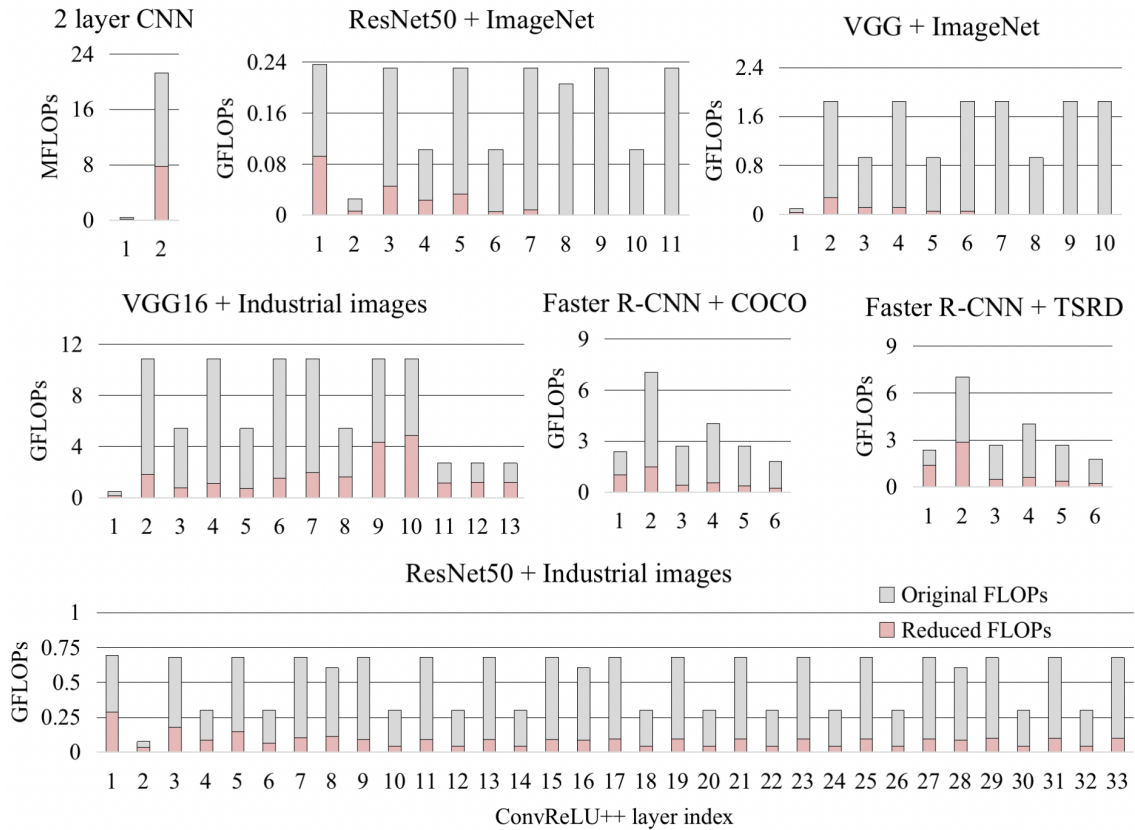 2 layer CNN
24
16
8
0
MFLOPs
1 2
ResNet50 + ImageNet
0.24
0.16
0.08
0
GFLOPs
1 2 3 4 5 6 7 8 9 10 11
VGG + ImageNet
2.4
1.6
0.8
0
GFLOPs
1 2 3 4 5 6 7 8 9 10
VGG16 + Industrial images
12
8
4
0
GFLOPs
1 2 3 4 5 6 7 8 9 10 11 12 13
Faster R-CNN + COCO
9
6
3
0
GFLOPs
1 2 3 4 5 6
Faster R-CNN + TSRD
9
6
3
0
GFLOPs
1 2 3 4 5 6
ResNet50 + Industrial images
Original FLOPs
Reduced FLOPs
1
0.75
0.5
0.25
0
GFLOPs
1 2 3 4 5 6 7 8 9 10 11 12 13 14 15 16 17 18 19 20 21 22 23 24 25 26 27 28 29 30 31 32 33
ConvReLU++ layer index